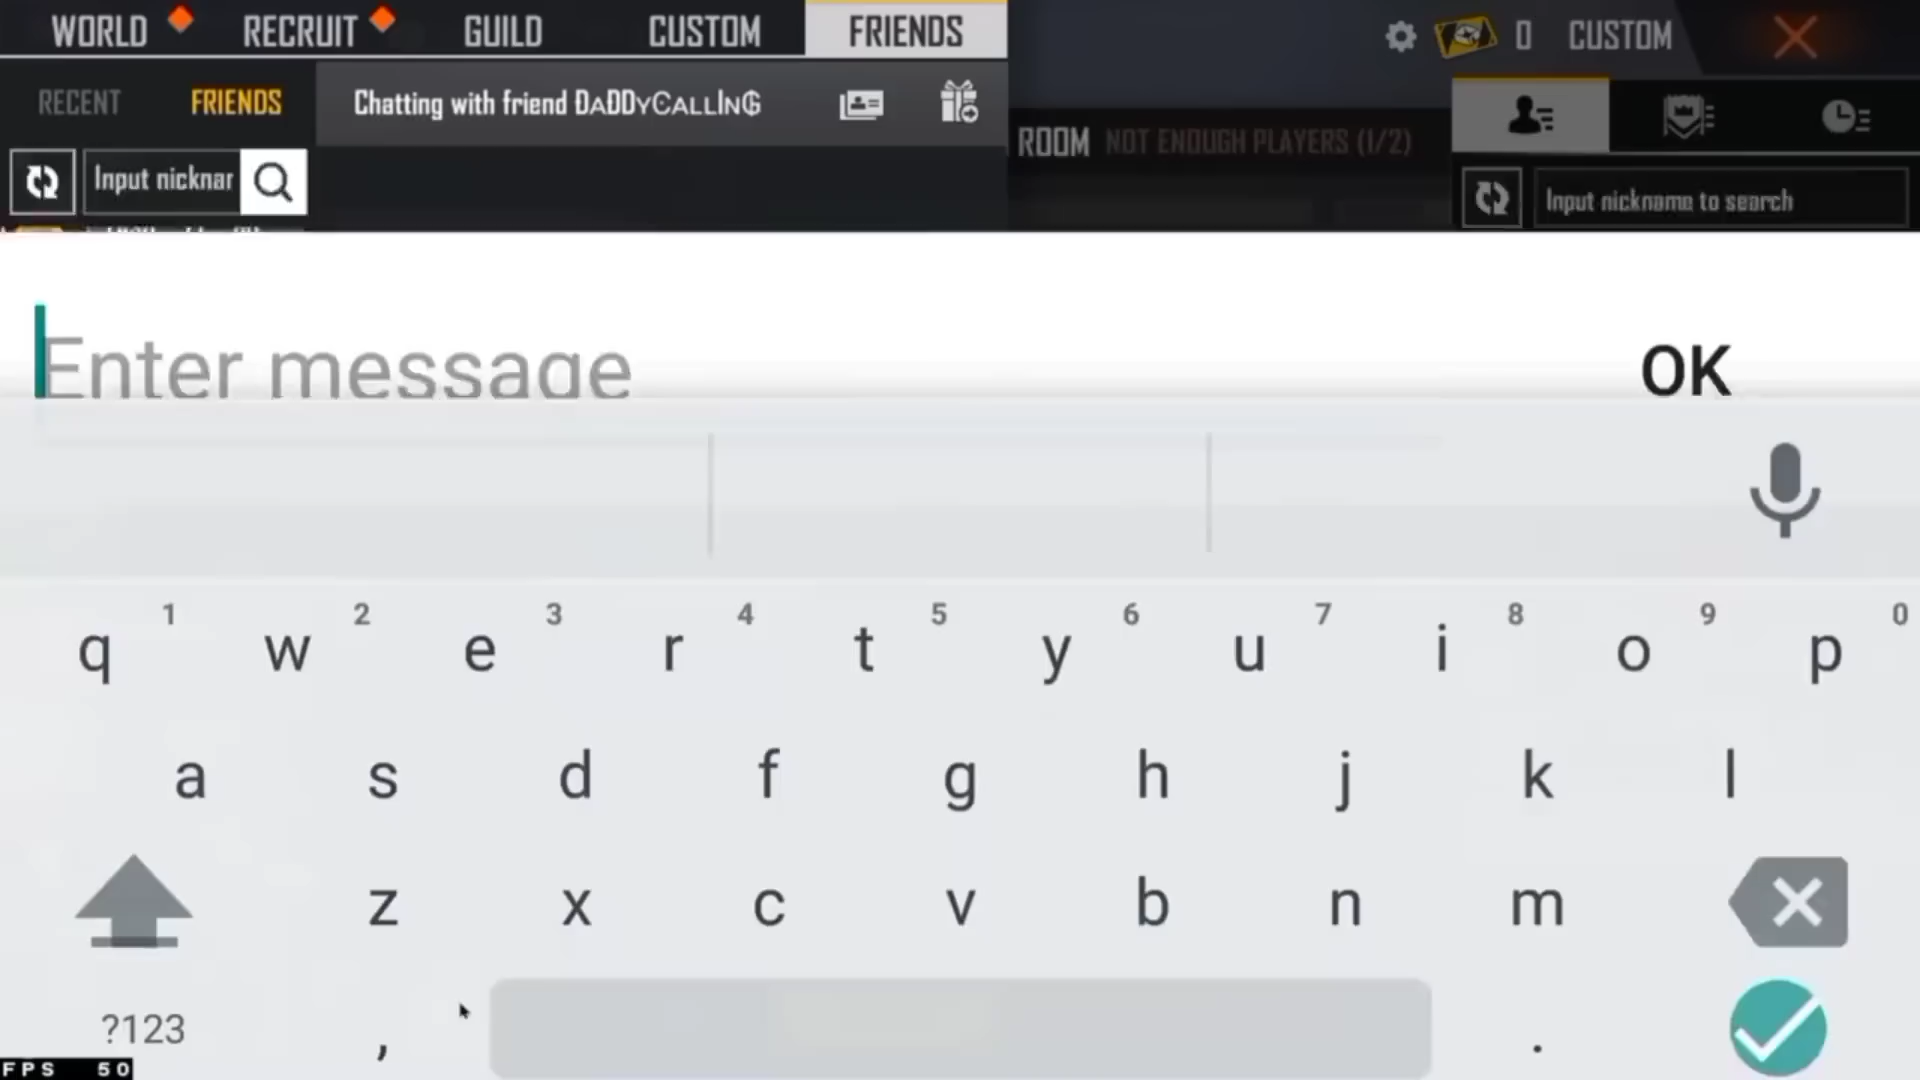 WORLD RECRUIT GUILD CUSTOM FRIENDS 0 CUSTOM
RECENT FRIENDS Chatting with friend ĐAĐĐYCALLIN₲
ROOM NOT ENOUGH PLAYERS (1/2)
Input nicknar
Input nickname to search
Enter message
OK
1 2 3 4 5 6 7 8 9 0
q w e r t y u i o p
a s d f g h j k l
z x c v b n m
?123 , .
FPS 50